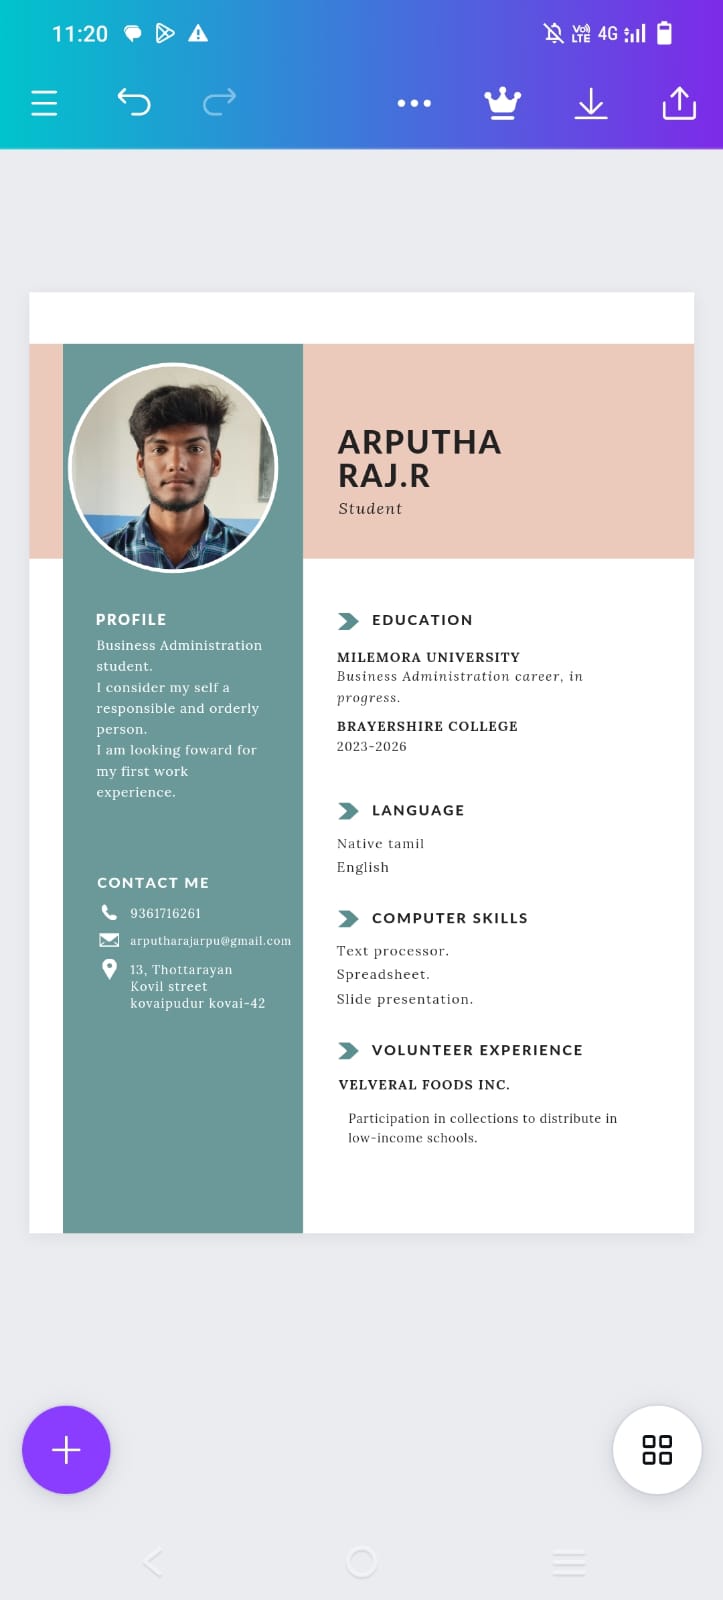 11:20
Vo)
LTE
4G
ARPUTHA
RAJ.R
Student
PROFILE
Business Administration
student.
I consider my self a
responsible and orderly
person.
I am looking foward for
my first work
experience.
CONTACT ME
9361716261
arputharajarpu@gmail.com
13, Thottarayan
Kovil street
kovaipudur kovai-42
EDUCATION
MILEMORA UNIVERSITY
Business Administration career, in
progress.
BRAYERSHIRE COLLEGE
2023-2026
LANGUAGE
Native tamil
English
COMPUTER SKILLS
Text processor.
Spreadsheet.
Slide presentation.
VOLUNTEER EXPERIENCE
VELVERAL FOODS INC.
Participation in collections to distribute in
low-income schools.